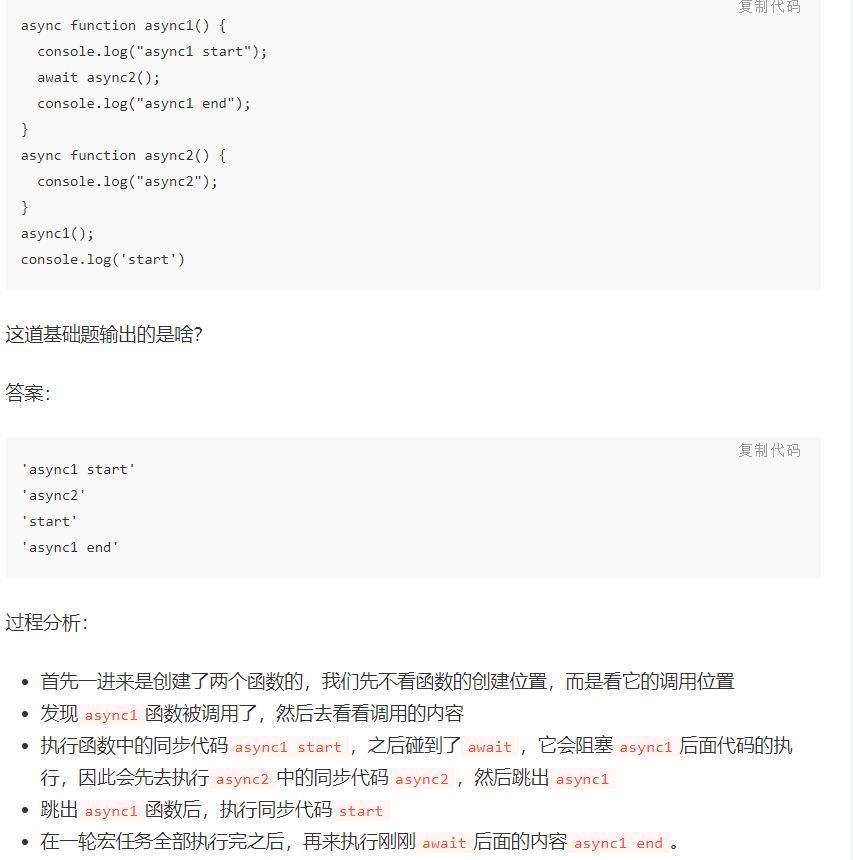 复制代码
async function async1() {
  console.log("async1 start");
  await async2();
  console.log("async1 end");
}
async function async2() {
  console.log("async2");
}
async1();
console.log('start')
这道基础题输出的是啥？
答案：
复制代码
'async1 start'
'async2'
'start'
'async1 end'
过程分析：
• 首先一进来是创建了两个函数的，我们先不看函数的创建位置，而是看它的调用位置
• 发现 async1 函数被调用了，然后去看看调用的内容
• 执行函数中的同步代码 async1 start ，之后碰到了 await ，它会阻塞 async1 后面代码的执
行，因此会先去执行 async2 中的同步代码 async2 ，然后跳出 async1
• 跳出 async1 函数后，执行同步代码 start
• 在一轮宏任务全部执行完之后，再来执行刚刚 await 后面的内容 async1 end 。